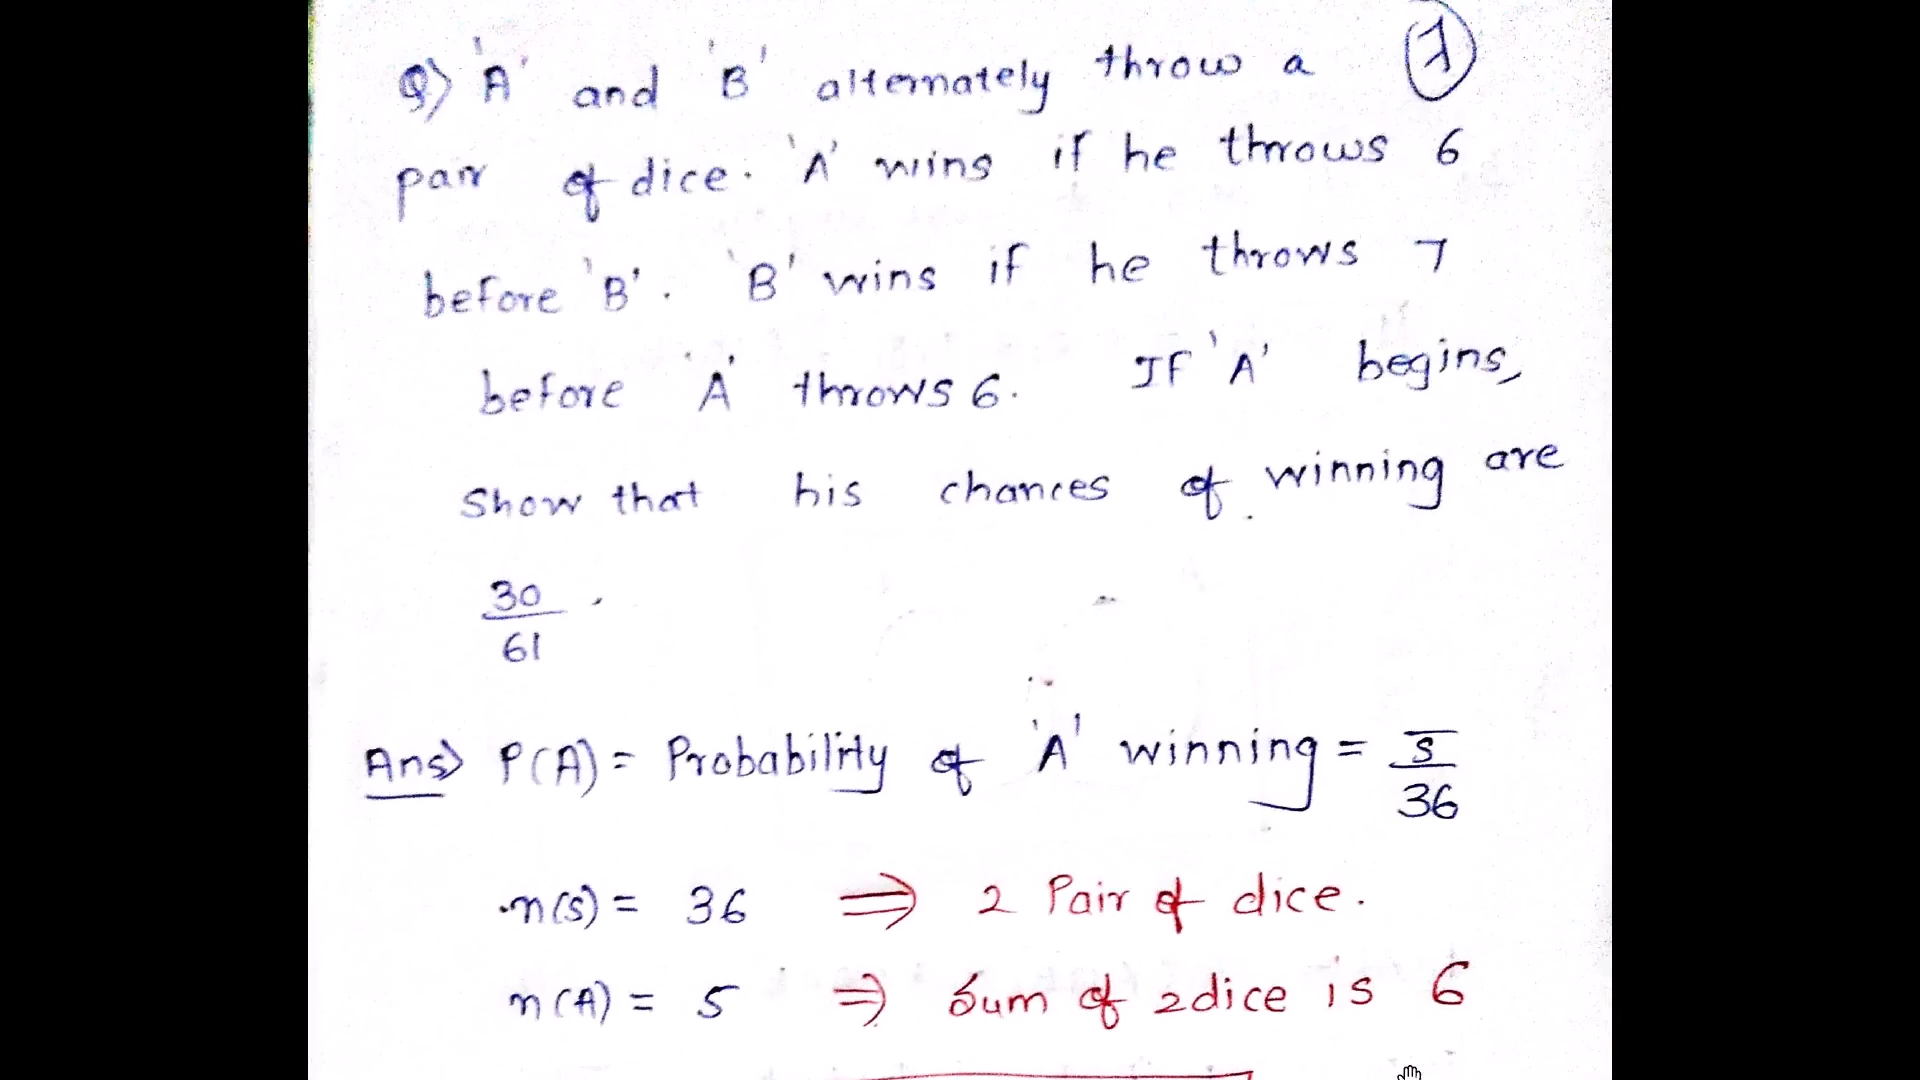 Q) 'A' and 'B' alternately throw a 1
pair of dice. 'A' wins if he throws 6
before 'B'. 'B' wins if he throws 7
before 'A' throws 6. If 'A' begins,
Show that his chances of winning are
30/61.
Ans) P(A) = Probability of 'A' winning = 5/36
n(s) = 36 ⇒ 2 Pair of dice.
n(A) = 5 ⇒ Sum of 2dice is 6